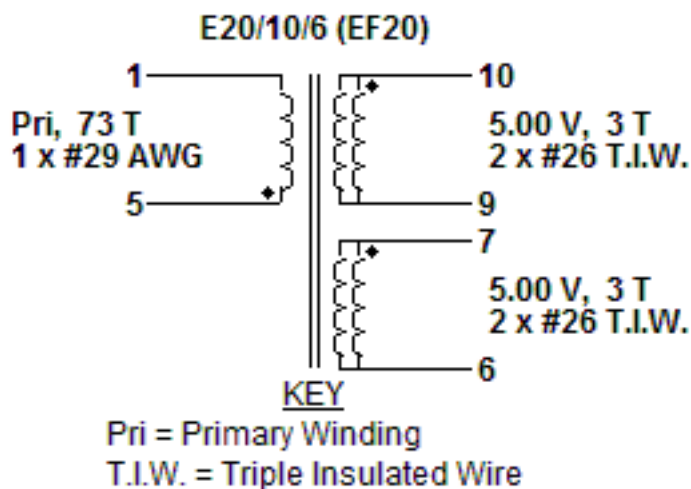 E20/10/6 (EF20)
1
10
Pri, 73 T
1 x #29 AWG
5.00 V, 3 T
2 x #26 T.I.W.
5
9
7
5.00 V, 3 T
2 x #26 T.I.W.
6
KEY
Pri = Primary Winding
T.I.W. = Triple Insulated Wire